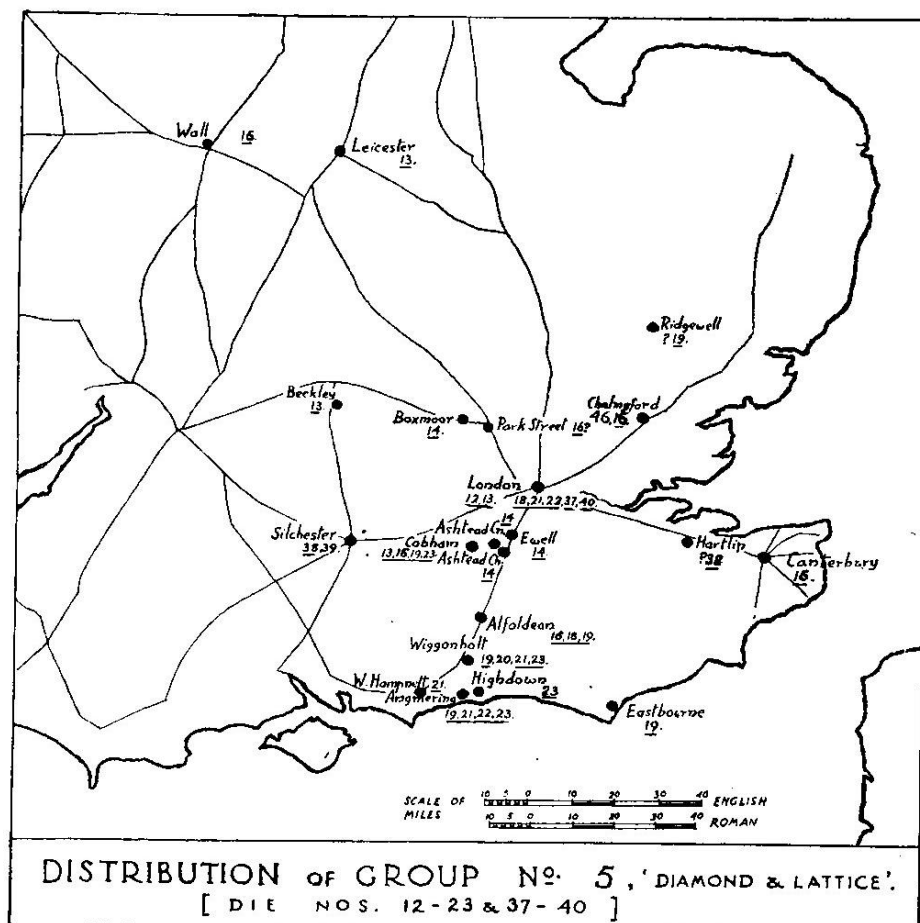 Wall 16.
Leicester
13.
Ridgewell
? 19.
Beckley
13.
Boxmoor
14.
Park Street 16?
Chelmsford
46, 16.
London
12, 13. 18, 21, 22, 37, 40.
Silchester
38, 39.
14
Ashtead Cn.
Ewell
14.
Cobham
13, 16, 19, 23.
Ashtead Ch.
14
Hartlip
? 38
Canterbury
16.
Alfoldean
16, 18, 19.
Wiggonholt
19, 20, 21, 23.
W. Hampnett 21.
Highdown
23
Angmering
19, 21, 22, 23.
Eastbourne
19.
SCALE OF MILES
10 5 0 10 20 30 40 ENGLISH
10 5 0 10 20 30 40 ROMAN
DISTRIBUTION of GROUP No. 5, 'DIAMOND & LATTICE'.
[ DIE NOS. 12-23 & 37-40 ]